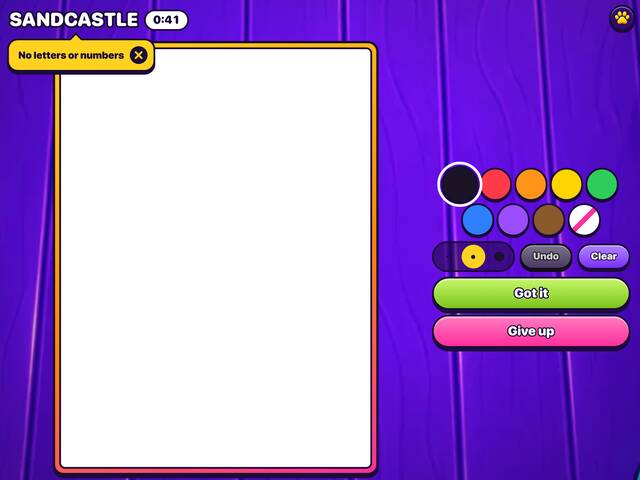 SANDCASTLE 0:41
No letters or numbers
Undo Clear
Got it
Give up